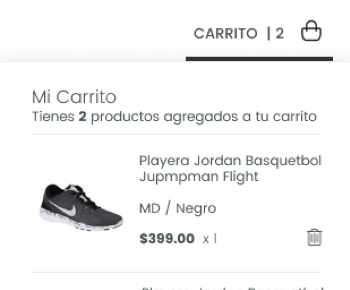 CARRITO | 2
Mi Carrito
Tienes 2 productos agregados a tu carrito
Playera Jordan Basquetbol
Jupmpman Flight
MD / Negro
$399.00 x 1